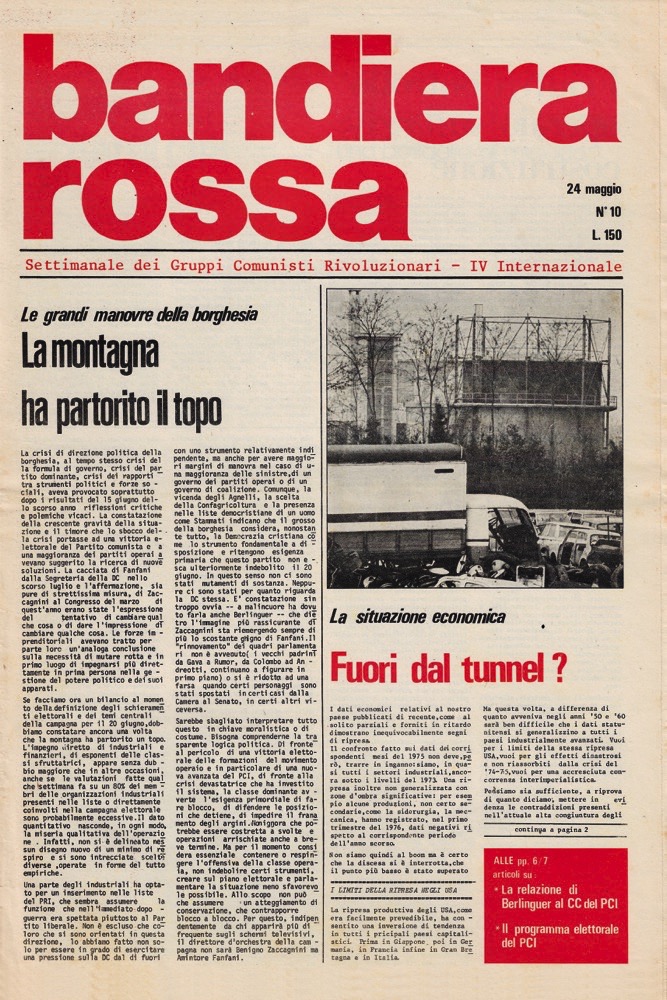 bandiera
rossa
24 maggio
N° 10
L. 150
Settimanale dei Gruppi Comunisti Rivoluzionari - IV Internazionale
Le grandi manovre della borghesia
La montagna
ha partorito il topo
La crisi di direzione politica della
borghesia, al tempo stesso crisi del
la formula di governo, crisi del par
tito dominante, crisi dei rapporti
tra strumenti politici e forze so -
ciali, aveva provocato soprattutto
dopo i risultati del 15 giugno del-
lo scorso anno riflessioni critiche
e polemiche vicaci. La constatazione
della crescente gravità della situa-
zione e il timore che lo sbocco del-
la crisi portasse ad una vittoria e-
lettorale del Partito comunista e a
una maggioranza dei partiti operai a
vevano suggerito la ricerca di nuove
soluzioni. La cacciata di Fanfani
dalla Segreteria della DC nello
scorso luglio e l'affermazione, sia
pure di strettissima misura, di Zac-
cagnini al Congresso del marzo di
quest'anno erano state l'espressione
del tentativo di cambiare qual
che cosa o di dare l'impressione di
cambiare qualche cosa. Le forze im -
prenditoriali avevano tratto per
parte loro un'analoga conclusione
sulla necessità di mutare rotta e in
primo luogo di impegnarsi più diret-
tamente in prima persona nella ge -
stione del potere politico e dei suoi
apparati.
Se facciamo ora un bilancio al momen
to della definizione degli schieramen
ti elettorali e dei temi centrali
della campagna per il 20 giugno, dob-
biamo constatare ancora una volta
che la montagna ha partorito un topo.
L'impegno diretto di industriali e
finanzieri, di esponenti delle clas-
si sfruttatrici, appare senza dub -
bio maggiore che in altre occasioni,
anche se le valutazioni fatte qual
che settimana fa su un 80% dei mem -
bri delle organizzazioni industriali
presenti nelle liste o direttamente
coinvolti nella campagna elettorale
sono probabilmente eccessive. Il dato
quantitativo nasconde, in ogni modo,
la misera qualitativa dell'operazio
ne . Infatti, non si è delineato nes
sun disegno nuovo di un minimo di re
spiro e si sono intrecciate scelte
diverse ,operate in forme del tutto
empiriche.
Una parte degli industriali ha opta-
to per un inserimento nelle liste
del PRI, che sembra assumere la
funzione che nell'immediato dopo -
guerra era spettata piuttosto al Par
tito liberale. Non è escluso che co-
loro che si sono orientati in questa
direzione, lo abbiano fatto non so-
lo per essere in grado di esercitare
una pressione sulla DC dal di fuori
con uno strumento relativamente indi
pendente, ma anche per avere maggio-
ri margini di manovra nel caso di u-
na maggioranza delle sinistre,di un
governo dei partiti operai o di un
governo di coalizione. Comunque, la
vicenda degli Agnelli, la scelta
della Confagricoltura e la presenza
nelle liste democristiane di un uomo
come Stammati indicano che il grosso
della borghesia considera, nonostan
te tutto, la Democrazia cristiana co
me lo strumento fondamentale a di -
sposizione e ritengono esigenza
primaria che questo partito non e -
sca ulteriormente indebolito il 20
giugno. In questo senso non ci sono
stati mutamenti di sostanza. Neppu-
re ci sono stati per quanto riguarda
la DC stessa. E' constatazione sin
troppo ovvia -- a malincuore ha dovu
to farla anche Berlinguer -- che die
tro l'immagine più rassicurante di
Zaccagnini sta riemergendo sempre di
più lo scostante ghigno di Fanfani.Il
"rinnovamento" dei quadri parlamenta
ri non è avveuto( i vecchi padrini
da Gava a Rumor, da Colombo ad An -
dreotti, continuano a figurare in
primo piano) o si è ridotto ad una
farsa quando certi personaggi sono
stati spostati in certi casi dalla
Camera al Senato, in certi altri vi-
ceversa.
Sarebbe sbagliato interpretare tutto
questo in chiave moralistica o di
costume. Bisogna comprenderne la tra
sparente logica politica. Di fronte
al pericolo di una vittoria eletto-
rale delle formazioni del movimento
operaio e in particolare di una nuo-
va avanzata del PCI, di fronte alla
crisi devastatrice che ha investito
il sistema, la classe dominante av -
verte l'esigenza primordiale di fa-
re blocco, di difendere le posizio-
ni che detiene, di impedire il frana
mento degli argini.Annigora che po-
trebbe essere costretta a svolte e
operazioni arrischiate anche a bre-
ve termine. Ma per il momento consi
dera essenziale contenere o respin-
gere l'offensiva della classe opera-
ia, non indebolire certi strumenti,
creare sul piano elettorale e parla-
mentare la situazione meno sfavorevo
le possibile. Allo scopo non può
che assumere un atteggiamento di
conservazione, che contrapporre
blocco a blocco. Per questo, indipen
dentemente da chi apparirà più di
frequente sugli schermi televisivi,
il direttore d'orchestra della cam -
pagna non sarà Benigno Zaccagnini ma
Amintore Fanfani.
La situazione economica
Fuori dal tunnel ?
I dati economici relativi al nostro
paese pubblicati di recente,come al
solito parziali e forniti in ritardo
dimostrano inequivocabilmente segni
di ripresa.
Il confronto fatto sui dati dei corri
spondenti mesi del 1975 non deve,pe
rò, trarre in ingannosiamo, in qua-
si tutti i settori industriali,anco-
ra sotto i livelli del 1973. Una ri-
presa inoltre non generalizzata con
zone d'ombra significative: per esem
pio alcune produzioni, non certo se-
condarie,come la siderurgia, la mec-
canica, hanno registrato, nel primo
trimestre del 1976, dati negativi ri
spetto al corrispondente periodo
dell'anno scorso.
Non siamo quindi al boom ma è certo
che la discesa si è interrotta,che
il punto più basso è stato superato
I LIMITI DELLA RIPRESA NEGLI USA
La ripresa produttiva degli USA,come
era facilmente prevedibile, ha con -
sentito una inversione di tendenza
in tutti i pricipali paesi capitali-
stici. Prima in Giappone, poi in Ger
mania, in Francia infine in Gran Bre
tagna e in Italia.
Ma questa volta, a differenza di
quanto avveniva negli anni '50 e '60
sarà ben difficile che i dati statu-
nitensi si generalizzino a tutti i
paesi industrialmente avanzati. Vuoi
per i limiti della stessa ripresa
USA,vuoi per gli effetti disastrosi
e non riassorbiti dalla crisi del
'74-75,vuoi per una accresciuta con-
correnza interimperialistica.
Pensiamo sia sufficiente, a riprova
di quanto diciamo, mettere in evi
denza le contraddizioni presenti
nell'attuale alta congiuntura degli
continua a pagina 2
ALLE pp. 6/7
articoli su :
• La relazione di
Berlinguer al CC del PCI
• Il programma elettorale
del PCI